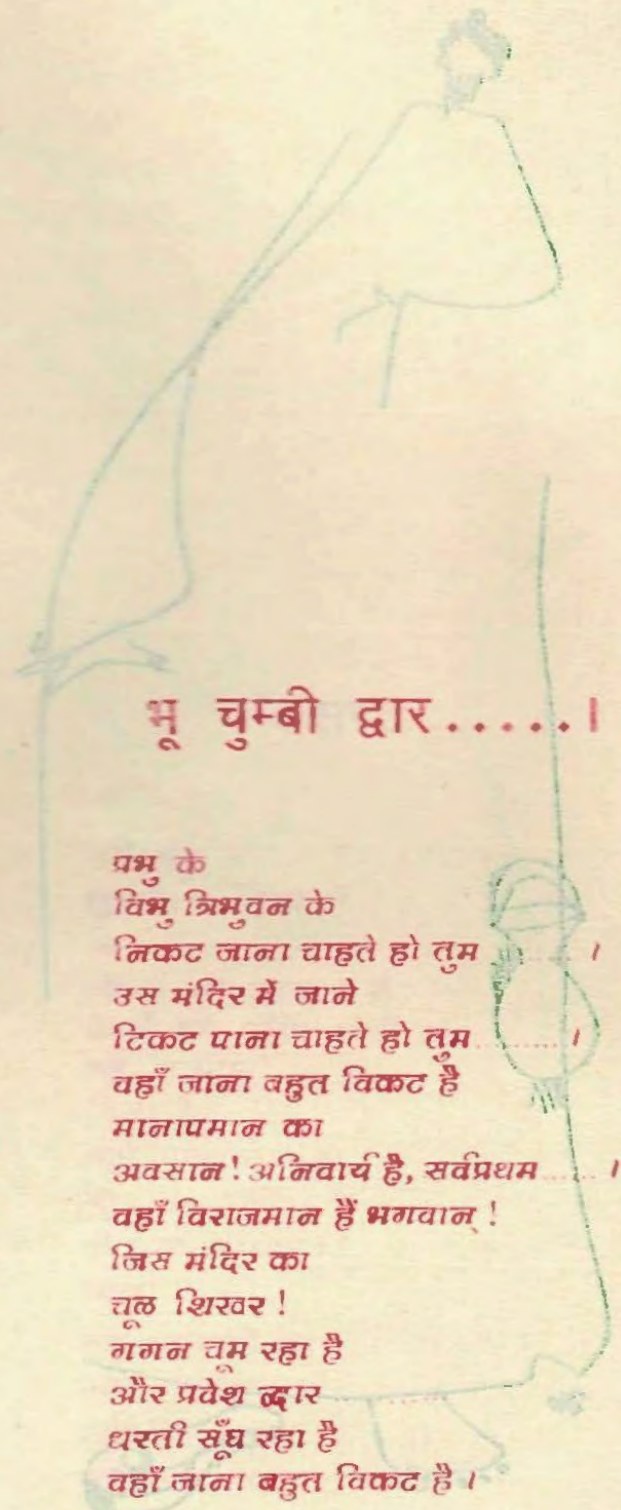 भू चुम्बी द्वार.....।
प्रभु के
विभु त्रिभुवन के
निकट जाना चाहते हो तुम .........।
उस मंदिर में जाने
टिकट पाना चाहते हो तुम .........।
वहाँ जाना बहुत विकट है
मानापमान का
अवसान! अनिवार्य है, सर्वप्रथम ......।
वहाँ विराजमान हैं भगवान् !
जिस मंदिर का
चूळ शिखर !
गगन चूम रहा है
और प्रवेश द्वार ............
धरती सूँघ रहा है
वहाँ जाना बहुत विकट है ।